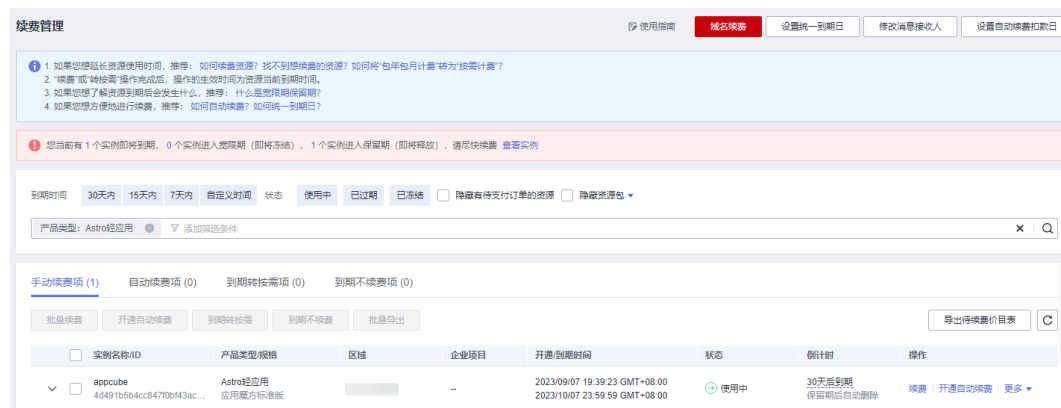 续费管理
使用指南 域名续费 设置统一到期日 修改消息接收人 设置自动续费扣款日
1. 如果您想延长资源使用时间，推荐： 如何续费资源？找不到想续费的资源？如何将“包年包月计费”转为“按需计费”？
2. “续费”或“转按需”操作完成后，操作的生效时间为资源当前到期时间。
3. 如果您想了解资源到期后会发生什么，推荐： 什么是宽限期保留期？
4. 如果您想方便地进行续费，推荐： 如何自动续费？如何统一到期日？
您当前有 1 个实例即将到期， 0 个实例进入宽限期（即将冻结）， 1 个实例进入保留期（即将释放），请尽快续费 查看实例
到期时间 30天内 15天内 7天内 自定义时间 状态 使用中 已过期 已冻结 隐藏有待支付订单的资源 隐藏资源包
产品类型： Astro轻应用 添加筛选条件
手动续费项 (1) 自动续费项 (0) 到期转按需项 (0) 到期不续费项 (0)
批量续费 开通自动续费 到期转按需 到期不续费 批量导出 导出待续费价目表
实例名称/ID 产品类型/规格 区域 企业项目 开通/到期时间 状态 倒计时 操作
appcube Astro轻应用 -- 2023/09/07 19:39:23 GMT+08:00 使用中 30天后到期 续费 开通自动续费 更多
4d491b5b4cc847f0bf43ac... 应用魔方标准版 2023/10/07 23:59:59 GMT+08:00 保留期后自动删除